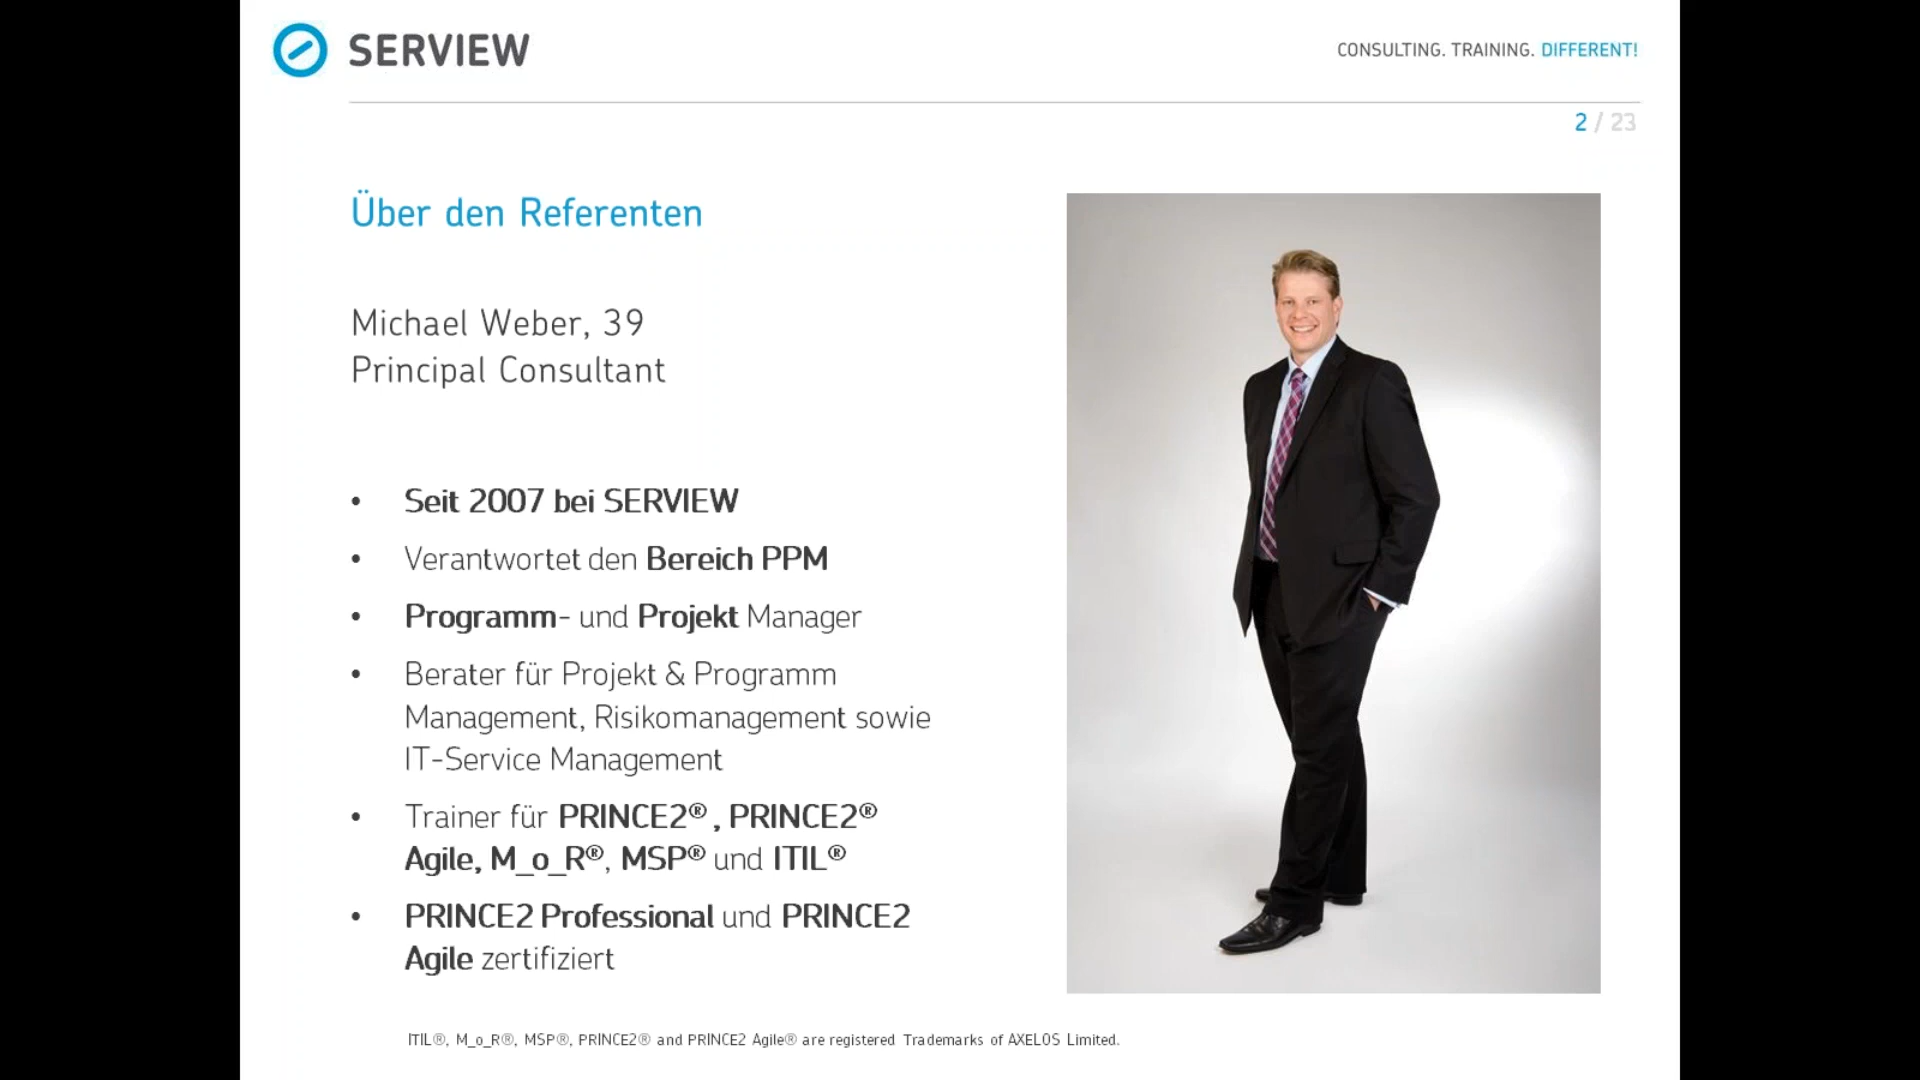 SERVIEW
CONSULTING. TRAINING. DIFFERENT!
2 / 23
Über den Referenten
Michael Weber, 39
Principal Consultant
• Seit 2007 bei SERVIEW
• Verantwortet den Bereich PPM
• Programm- und Projekt Manager
• Berater für Projekt & Programm
Management, Risikomanagement sowie
IT-Service Management
• Trainer für PRINCE2® , PRINCE2®
Agile, M_o_R®, MSP® und ITIL®
• PRINCE2 Professional und PRINCE2
Agile zertifiziert
ITIL®, M_o_R®, MSP®, PRINCE2® and PRINCE2 Agile® are registered Trademarks of AXELOS Limited.